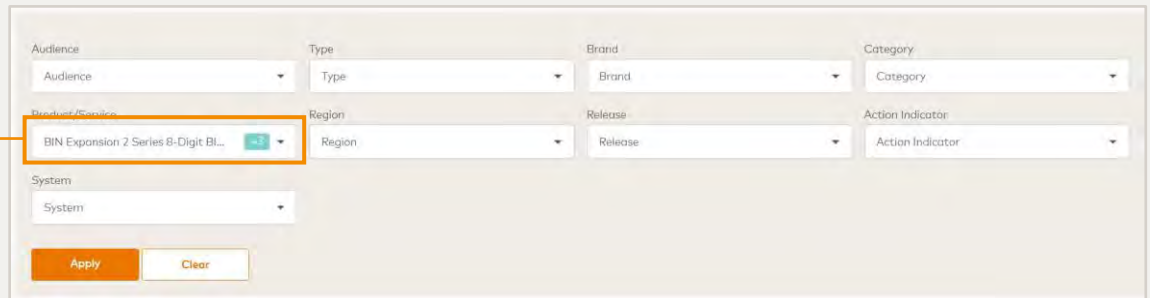 Audience Type Brand Category
Audience Type Brand Category
Product/Service Region Release Action Indicator
BIN Expansion 2 Series 8-Digit BI... Region Release Action Indicator
System
System
Apply Clear